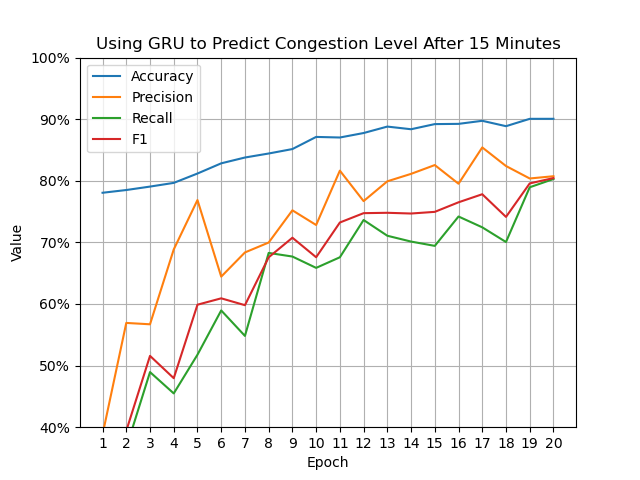 Using GRU to Predict Congestion Level After 15 Minutes
100%
90%
80%
70%
60%
50%
40%
Value
Accuracy
Precision
Recall
F1
1 2 3 4 5 6 7 8 9 10 11 12 13 14 15 16 17 18 19 20
Epoch